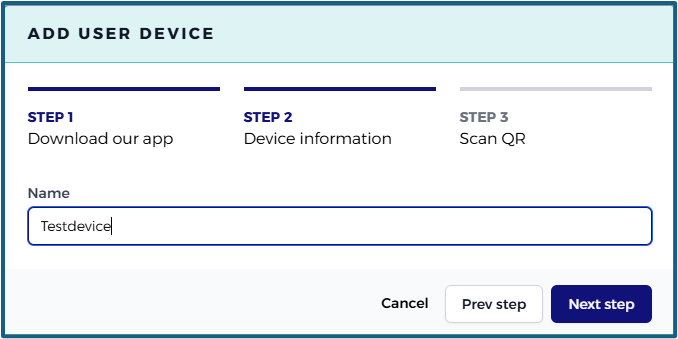 ADD USER DEVICE
STEP 1
Download our app
STEP 2
Device information
STEP 3
Scan QR
Name
Testdevice
Cancel
Prev step
Next step